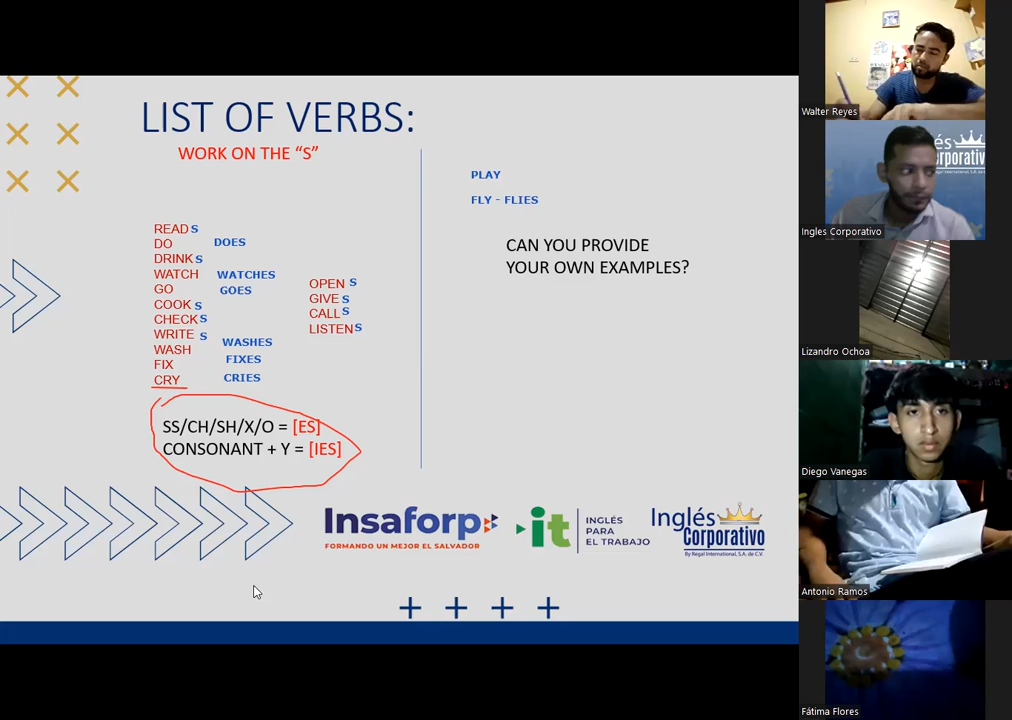 LIST OF VERBS:
WORK ON THE “S”
READ S
DO DOES
DRINK S
WATCH WATCHES
GO GOES
COOK S
CHECK S
WRITE S
WASH WASHES
FIX FIXES
CRY CRIES
OPEN S
GIVE S
CALL S
LISTEN S
SS/CH/SH/X/O = [ES]
CONSONANT + Y = [IES]
PLAY
FLY - FLIES
CAN YOU PROVIDE
YOUR OWN EXAMPLES?
Insaforp
FORMANDO UN MEJOR EL SALVADOR
it
INGLÉS
PARA
EL TRABAJO
Inglés
Corporativo
By Regal International, S.A. de C.V.
Walter Reyes
és
orporativ
Ingles Corporativo
Lizandro Ochoa
Diego Vanegas
Antonio Ramos
Fátima Flores